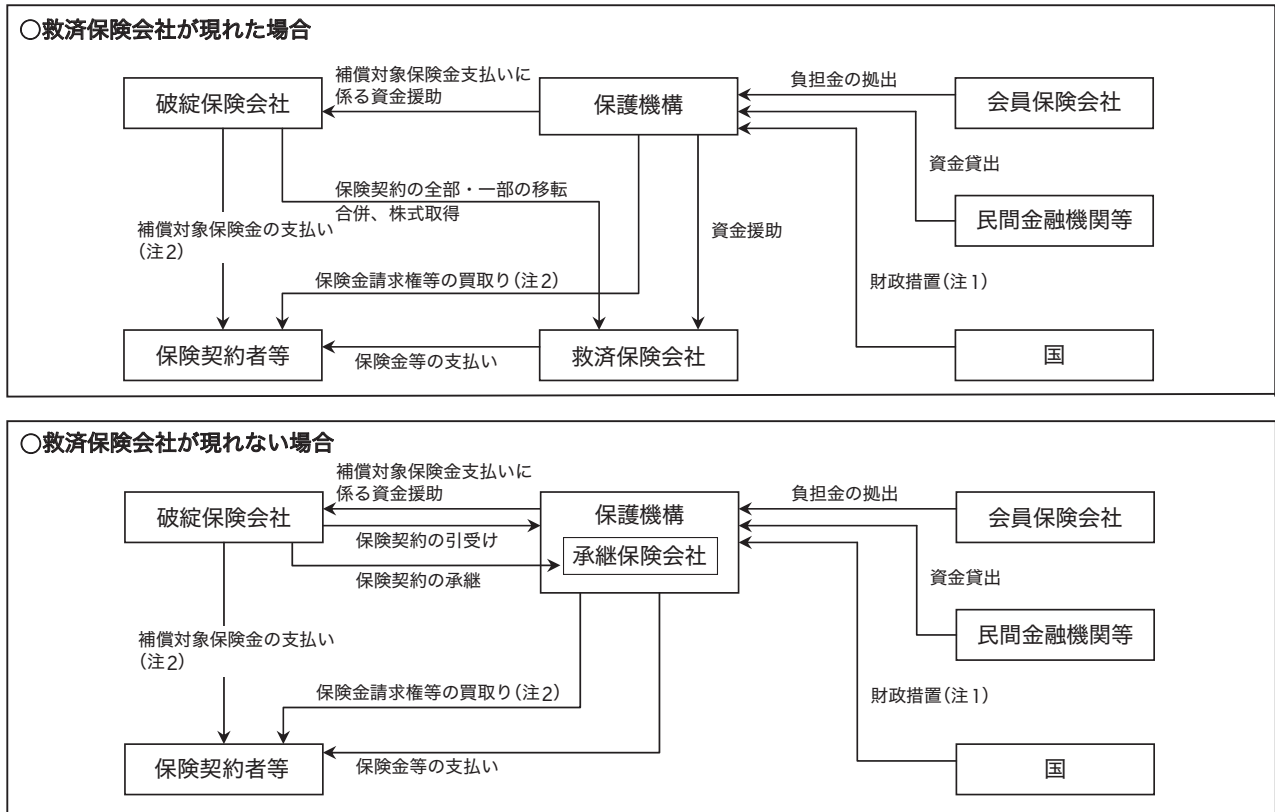 ○救済保険会社が現れた場合
補償対象保険金支払いに
係る資金援助
負担金の拠出
破綻保険会社
保護機構
会員保険会社
資金貸出
保険契約の全部・一部の移転
合併、株式取得
補償対象保険金の支払い
(注2)
資金援助
民間金融機関等
保険金請求権等の買取り(注2)
財政措置(注1)
保険契約者等
保険金等の支払い
救済保険会社
国
○救済保険会社が現れない場合
補償対象保険金支払いに
係る資金援助
負担金の拠出
破綻保険会社
保護機構
会員保険会社
保険契約の引受け
承継保険会社
保険契約の承継
資金貸出
補償対象保険金の支払い
(注2)
民間金融機関等
保険金請求権等の買取り(注2)
財政措置(注1)
保険契約者等
保険金等の支払い
国